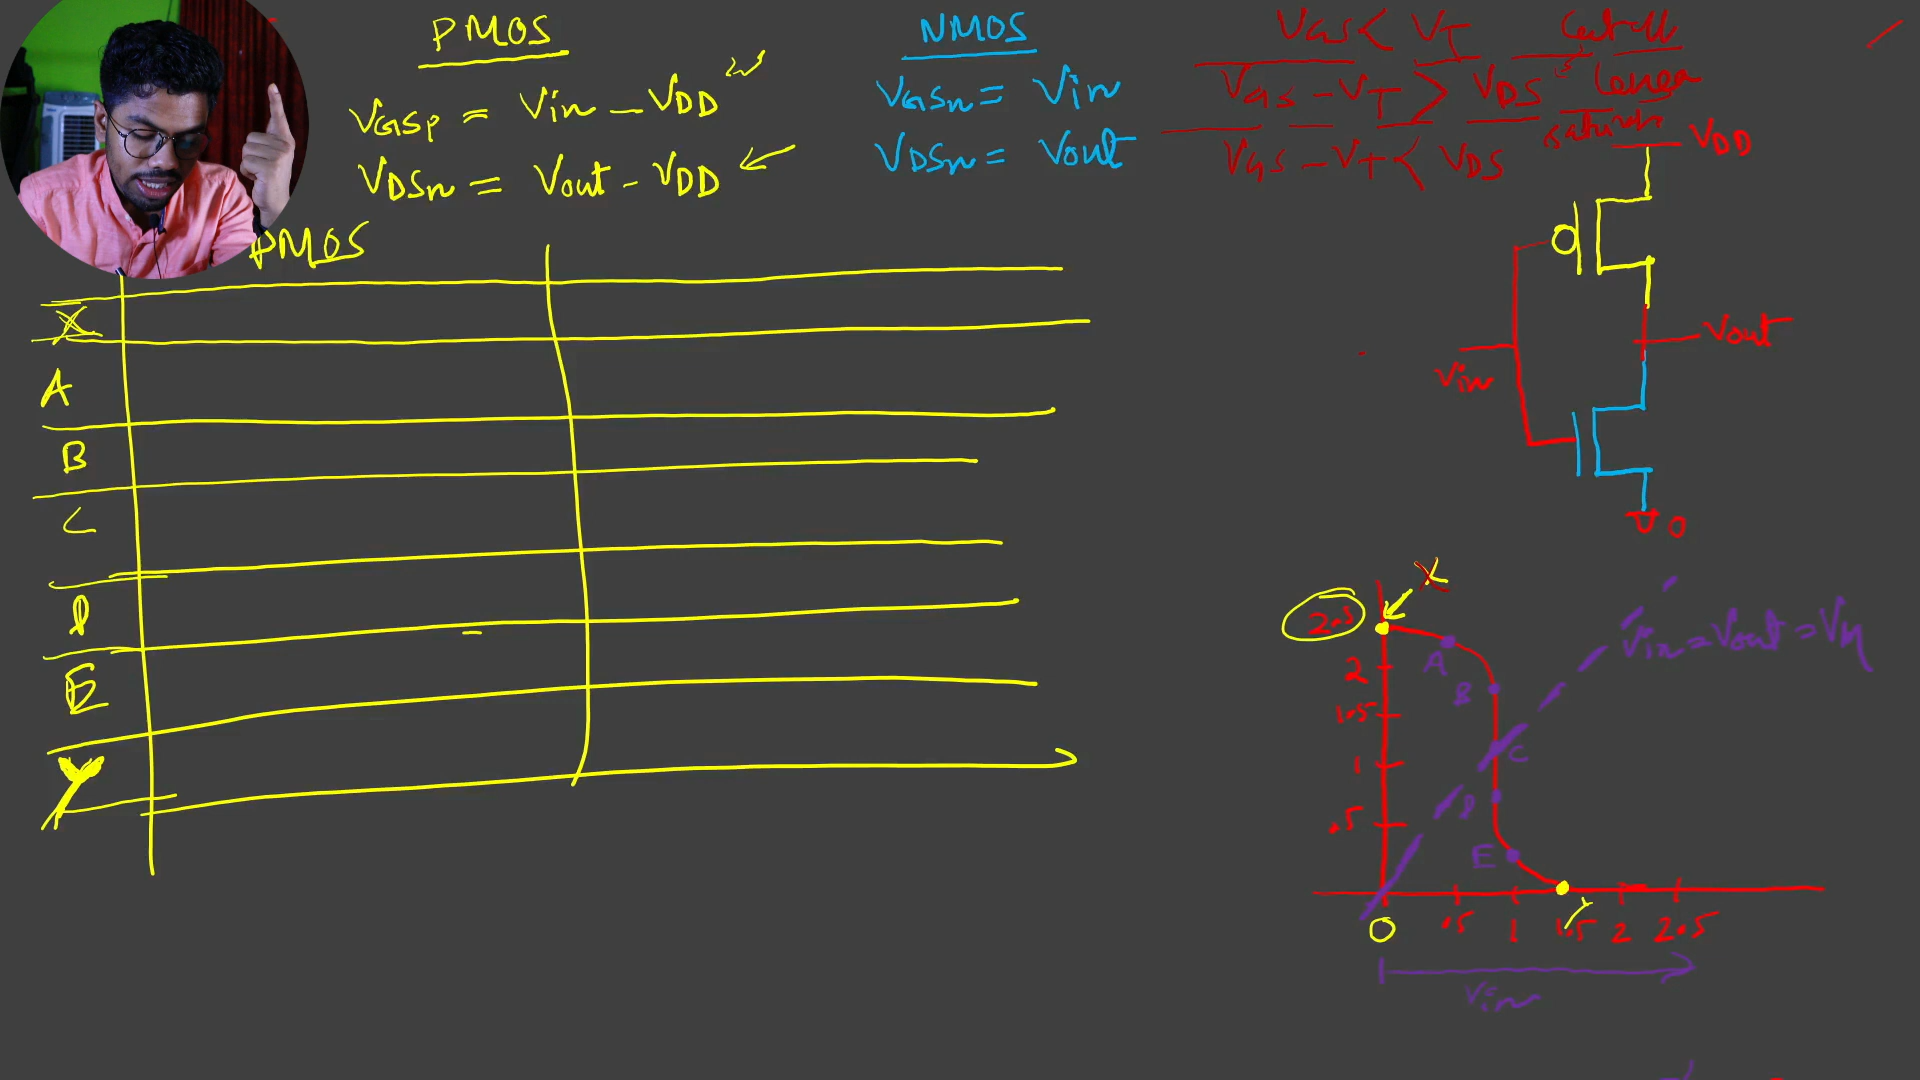 PMOS
VGSp = Vin - VDD
VDSn = Vout - VDD
NMOS
VGSn = Vin
VDSn = Vout
VGS < VT cutoff
VGS - VT > VDS linear
VGS - VT < VDS
PMOS
X
A
B
C
D
E
Y
VDD
Vout
Vin
0
X
2.5
2
1.5
1
.5
A
B
C
D
E
Vin = Vout = VM
Y
0 .5 1 1.5 2 2.5
Vin